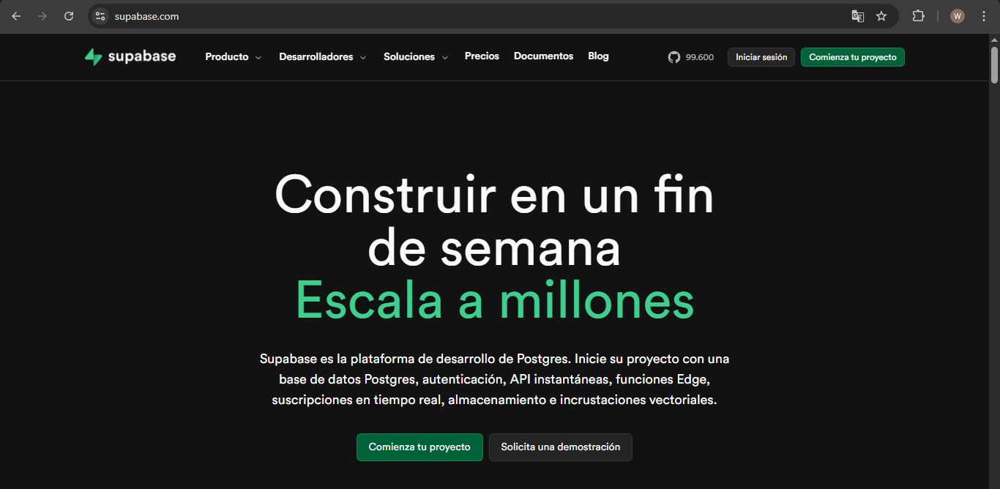 supabase.com
W
supabase
Producto
Desarrolladores
Soluciones
Precios
Documentos
Blog
99.600
Iniciar sesión
Comienza tu proyecto
Construir en un fin
de semana
Escala a millones
Supabase es la plataforma de desarrollo de Postgres. Inicie su proyecto con una
base de datos Postgres, autenticación, API instantáneas, funciones Edge,
suscripciones en tiempo real, almacenamiento e incrustaciones vectoriales.
Comienza tu proyecto
Solicita una demostración